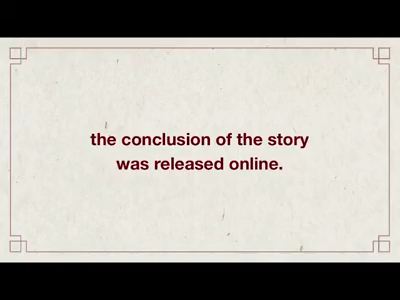 the conclusion of the story
was released online.